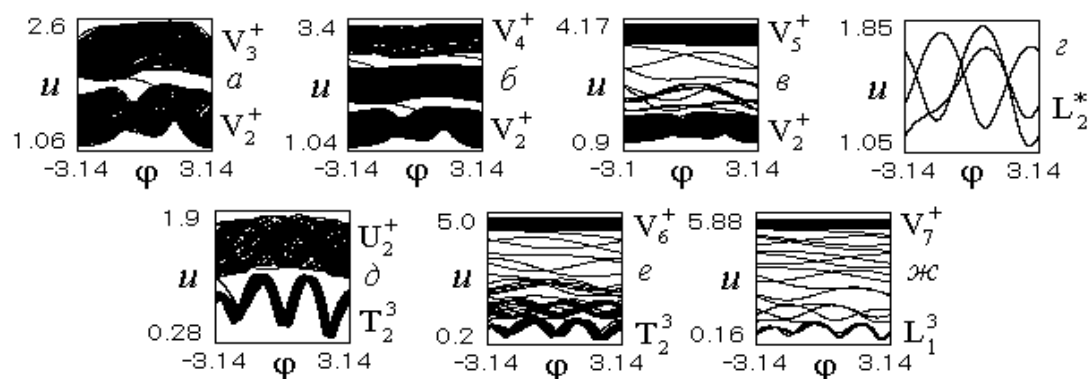 2.6 V₃⁺
u а
1.06 V₂⁺
-3.14 φ 3.14
3.4 V₄⁺
u б
1.04 V₂⁺
-3.14 φ 3.14
4.17 V₅⁺
u в
0.9 V₂⁺
-3.1 φ 3.14
1.85 г
u
1.05 L₂*
-3.14 φ 3.14
1.9 U₂⁺
u д
0.28 T₂³
-3.14 φ 3.14
5.0 V₆⁺
u е
0.2 T₂³
-3.14 φ 3.14
5.88 V₇⁺
u ж
0.16 L₁³
-3.14 φ 3.14